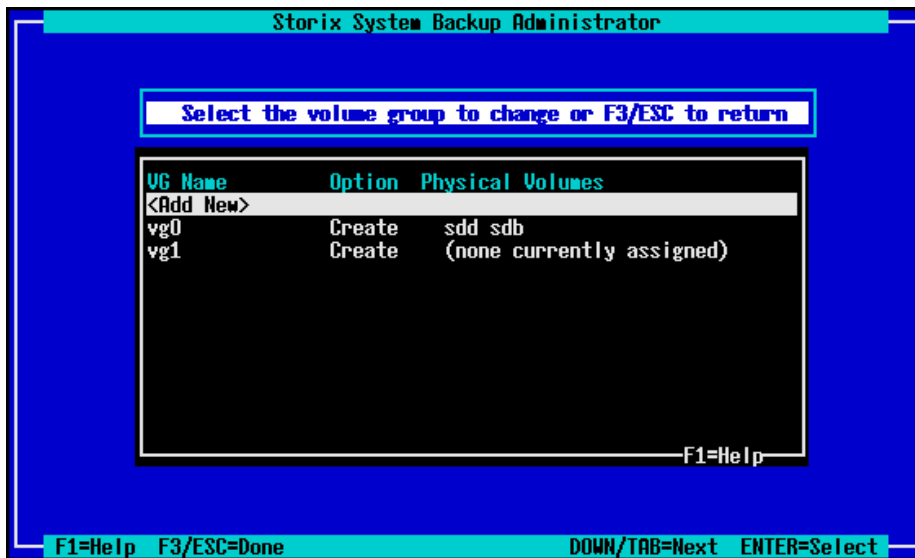 Storix System Backup Administrator
Select the volume group to change or F3/ESC to return
VG Name Option Physical Volumes
<Add New>
vg0 Create sdd sdb
vg1 Create (none currently assigned)
F1=Help
F1=Help F3/ESC=Done DOWN/TAB=Next ENTER=Select